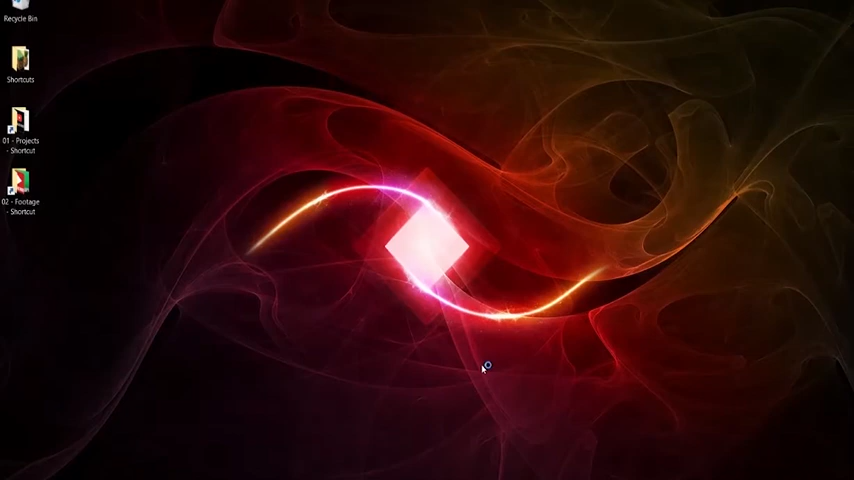 Recycle Bin
Shortcuts
01 - Projects
- Shortcut
02 - Footage
- Shortcut